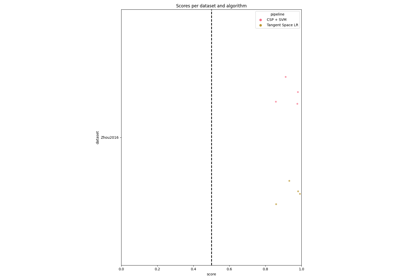 Scores per dataset and algorithm
pipeline
CSP + SVM
Tangent Space LR
dataset
Zhou2016
0.0 0.2 0.4 0.6 0.8 1.0
score